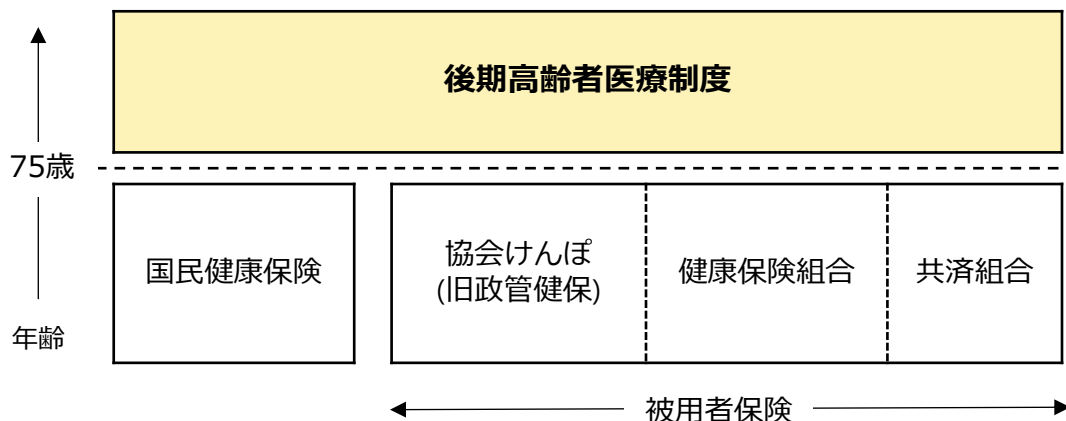 後期高齢者医療制度
75歳
国民健康保険
協会けんぽ
(旧政管健保)
健康保険組合
共済組合
年齢
被用者保険